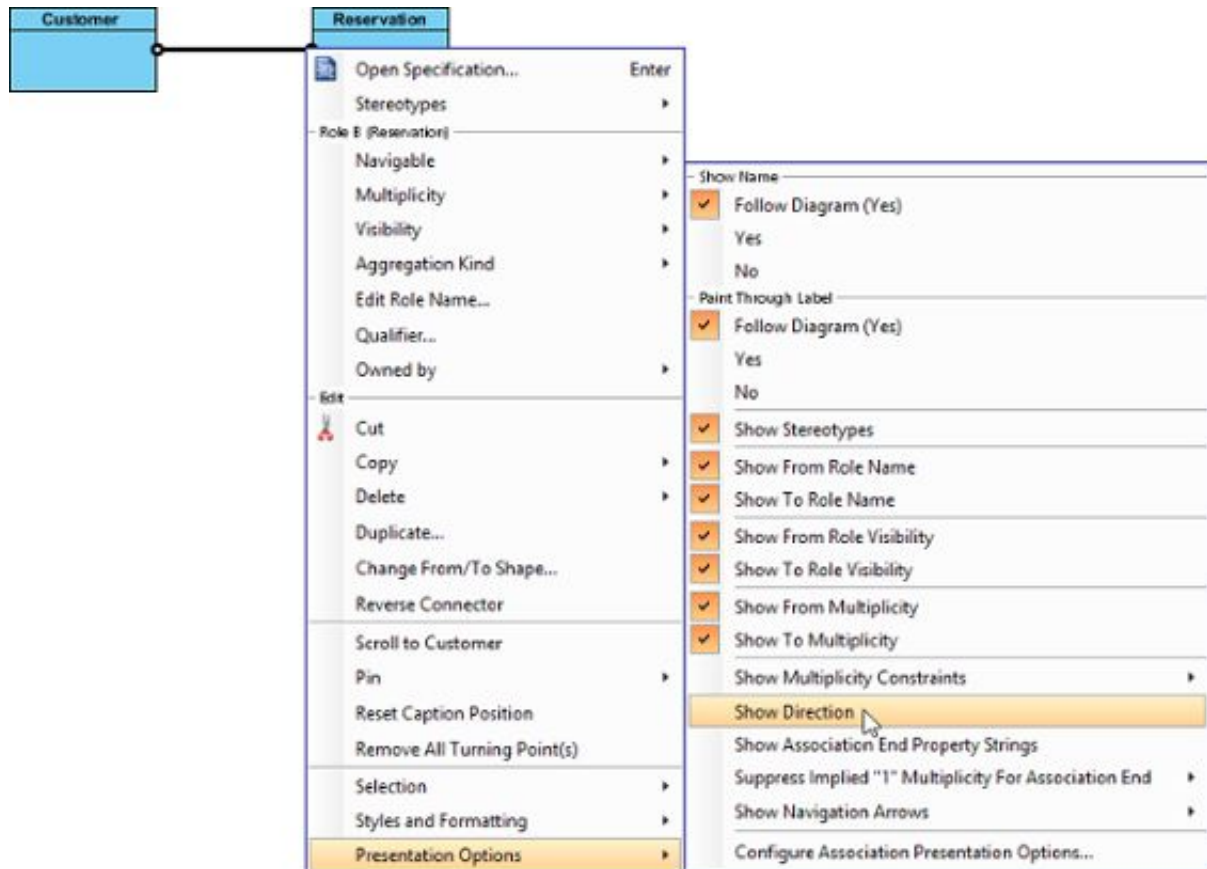 Customer
Reservation
Open Specification... Enter
Stereotypes
Role B (Reservation)
Navigable
Multiplicity
Visibility
Aggregation Kind
Edit Role Name...
Qualifier...
Owned by
Edit
Cut
Copy
Delete
Duplicate...
Change From/To Shape...
Reverse Connector
Scroll to Customer
Pin
Reset Caption Position
Remove All Turning Point(s)
Selection
Styles and Formatting
Presentation Options
Show Name
Follow Diagram (Yes)
Yes
No
Paint Through Label
Follow Diagram (Yes)
Yes
No
Show Stereotypes
Show From Role Name
Show To Role Name
Show From Role Visibility
Show To Role Visibility
Show From Multiplicity
Show To Multiplicity
Show Multiplicity Constraints
Show Direction
Show Association End Property Strings
Suppress Implied "1" Multiplicity For Association End
Show Navigation Arrows
Configure Association Presentation Options...